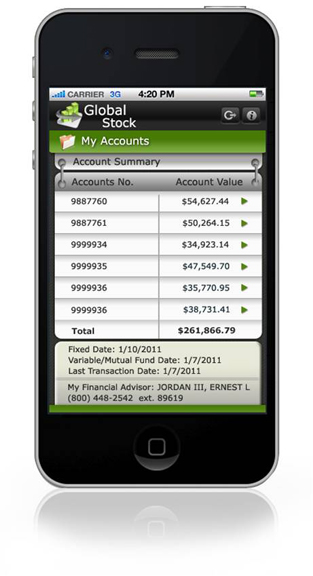 CARRIER 3G 4:20 PM
Global
Stock
My Accounts
Account Summary
Accounts No. Account Value
9887760 $54,627.44
9887761 $50,264.15
9999934 $34,923.14
9999935 $47,549.70
9999936 $35,770.95
9999936 $38,731.41
Total $261,866.79
Fixed Date: 1/10/2011
Variable/Mutual Fund Date: 1/7/2011
Last Transaction Date: 1/7/2011
My Financial Advisor: JORDAN III, ERNEST L
(800) 448-2542 ext. 89619